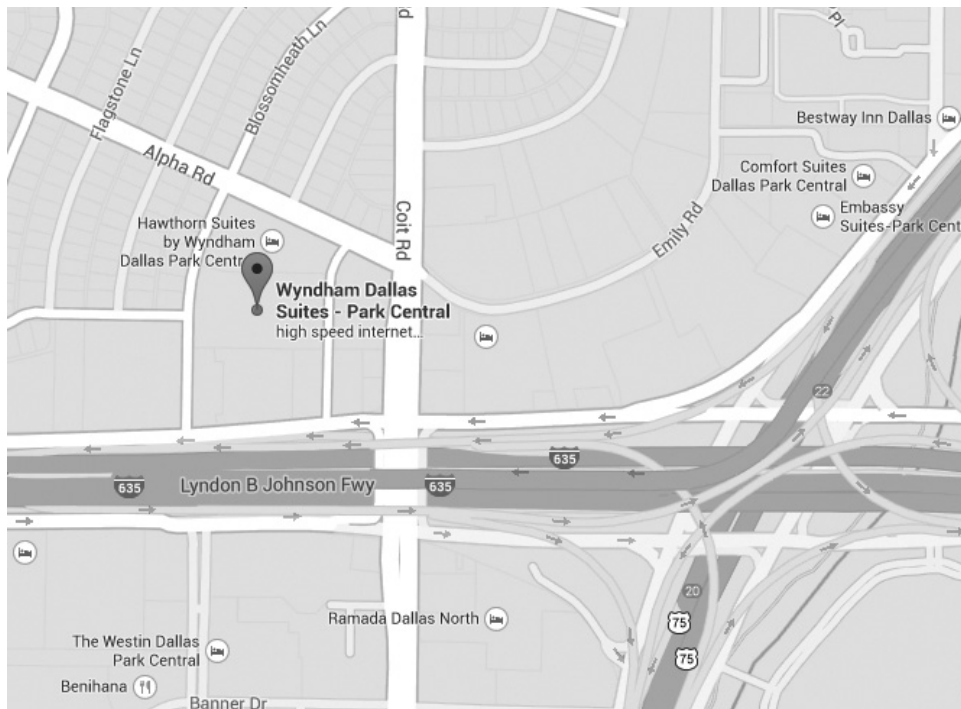 Rd
Pl
Flagstone Ln
Blossomheath Ln
Bestway Inn Dallas
Alpha Rd
Comfort Suites
Dallas Park Central
Coit Rd
Emily Rd
Embassy
Suites-Park Cent
Hawthorn Suites
by Wyndham
Dallas Park Centr
Wyndham Dallas
Suites - Park Central
high speed internet...
22
635
635
Lyndon B Johnson Fwy
635
20
75
75
Ramada Dallas North
The Westin Dallas
Park Central
Benihana
Banner Dr